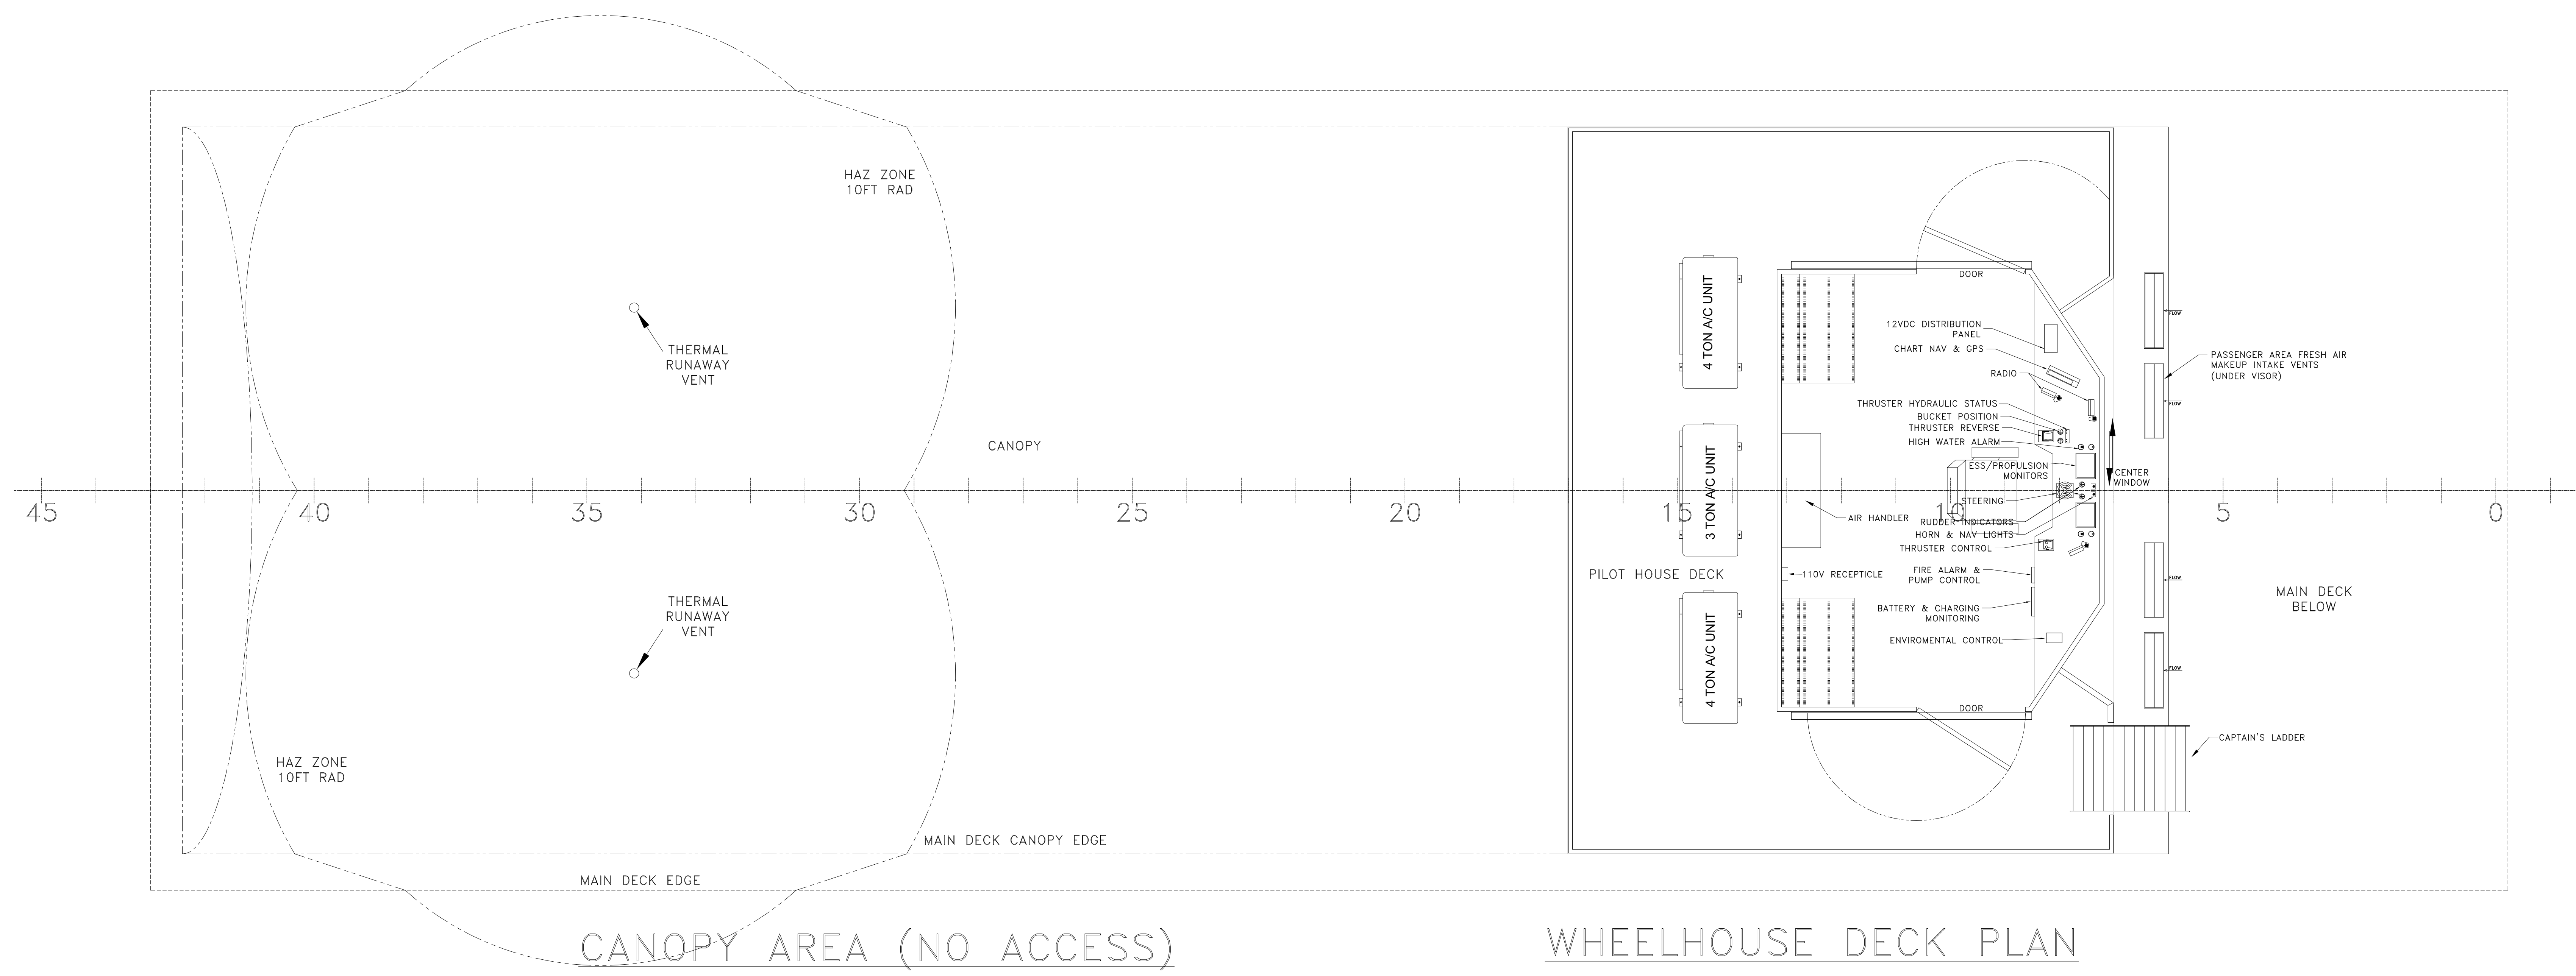 HAZ ZONE
10FT RAD
THERMAL
RUNAWAY
VENT
CANOPY
45
40
35
30
25
20
15
10
5
0
THERMAL
RUNAWAY
VENT
HAZ ZONE
10FT RAD
MAIN DECK CANOPY EDGE
MAIN DECK EDGE
CANOPY AREA (NO ACCESS)
4 TON A/C UNIT
3 TON A/C UNIT
4 TON A/C UNIT
PILOT HOUSE DECK
DOOR
12VDC DISTRIBUTION
PANEL
CHART NAV & GPS
RADIO
THRUSTER HYDRAULIC STATUS
BUCKET POSITION
THRUSTER REVERSE
HIGH WATER ALARM
ESS/PROPULSION
MONITORS
CENTER
WINDOW
STEERING
AIR HANDLER
RUDDER INDICATORS
HORN & NAV LIGHTS
THRUSTER CONTROL
110V RECEPTICLE
FIRE ALARM &
PUMP CONTROL
BATTERY & CHARGING
MONITORING
ENVIROMENTAL CONTROL
DOOR
FLOW
FLOW
FLOW
FLOW
PASSENGER AREA FRESH AIR
MAKEUP INTAKE VENTS
(UNDER VISOR)
MAIN DECK
BELOW
CAPTAIN'S LADDER
WHEELHOUSE DECK PLAN